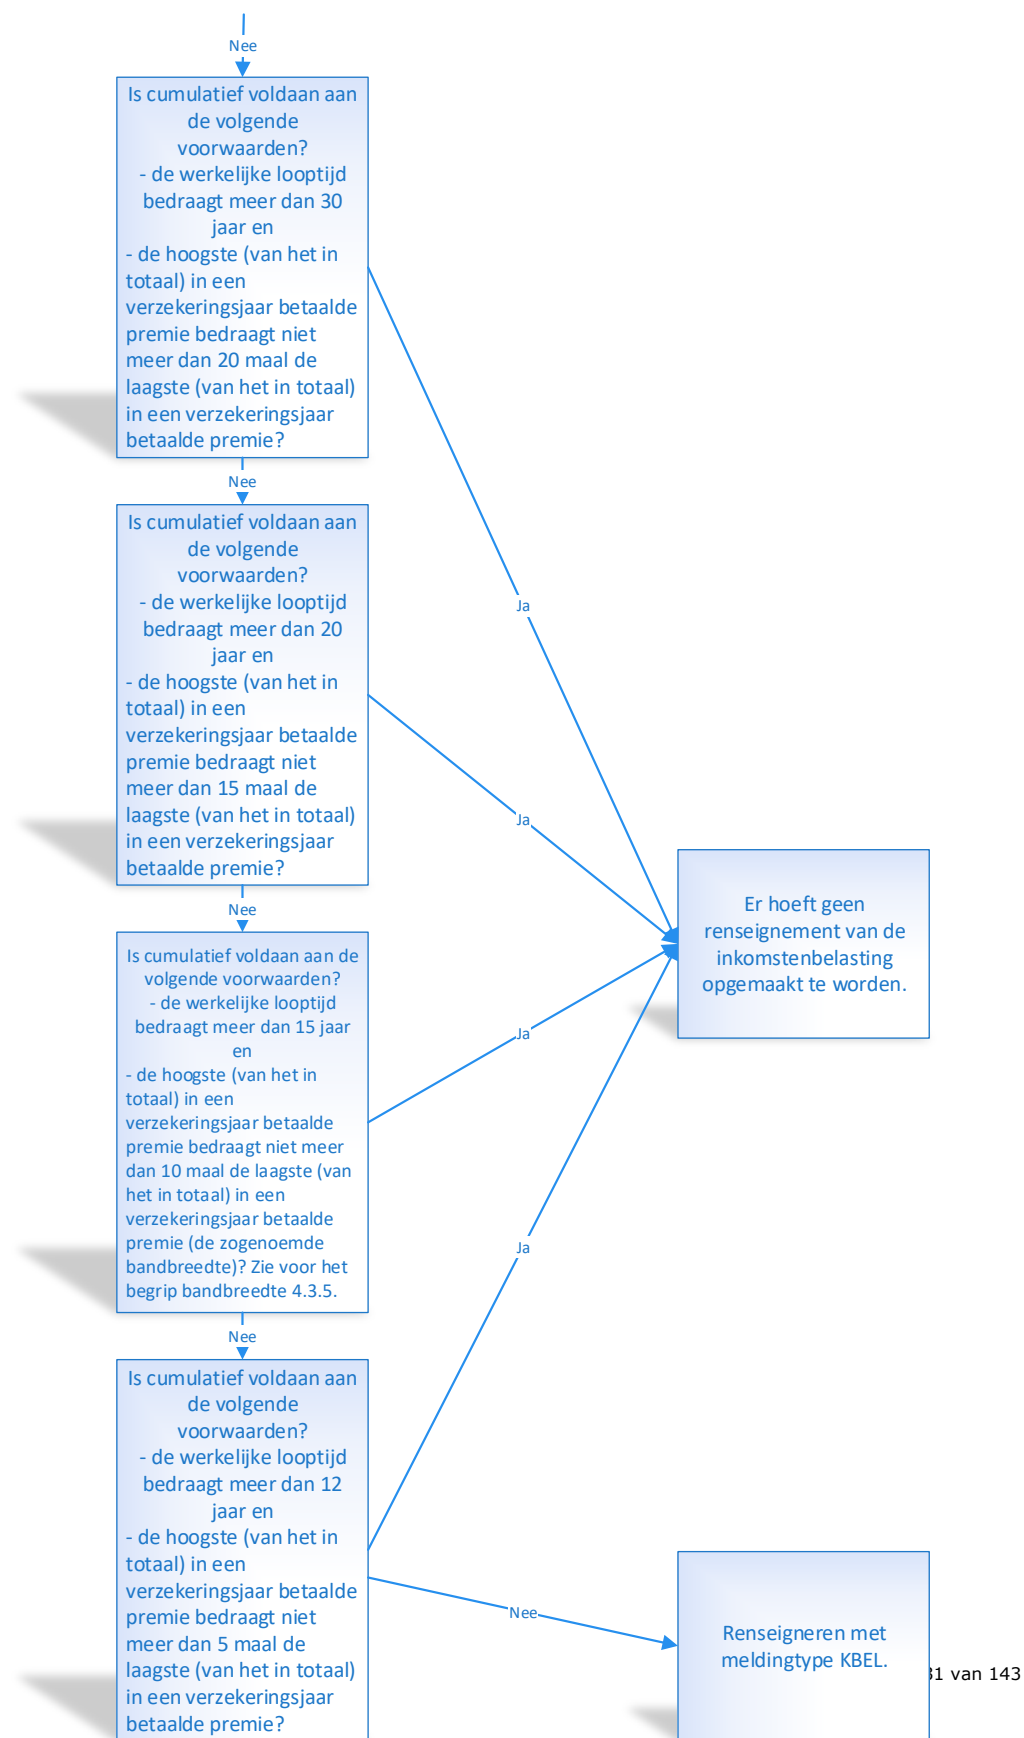 Nee
Is cumulatief voldaan aan
de volgende
voorwaarden?
- de werkelijke looptijd
bedraagt meer dan 30
jaar en
- de hoogste (van het in
totaal) in een
verzekeringsjaar betaalde
premie bedraagt niet
meer dan 20 maal de
laagste (van het in totaal)
in een verzekeringsjaar
betaalde premie?
Nee
Is cumulatief voldaan aan
de volgende
voorwaarden?
- de werkelijke looptijd
bedraagt meer dan 20
jaar en
- de hoogste (van het in
totaal) in een
verzekeringsjaar betaalde
premie bedraagt niet
meer dan 15 maal de
laagste (van het in totaal)
in een verzekeringsjaar
betaalde premie?
Nee
Is cumulatief voldaan aan de
volgende voorwaarden?
- de werkelijke looptijd
bedraagt meer dan 15 jaar
en
- de hoogste (van het in
totaal) in een
verzekeringsjaar betaalde
premie bedraagt niet meer
dan 10 maal de laagste (van
het in totaal) in een
verzekeringsjaar betaalde
premie (de zogenoemde
bandbreedte)? Zie voor het
begrip bandbreedte 4.3.5.
Nee
Is cumulatief voldaan aan
de volgende
voorwaarden?
- de werkelijke looptijd
bedraagt meer dan 12
jaar en
- de hoogste (van het in
totaal) in een
verzekeringsjaar betaalde
premie bedraagt niet
meer dan 5 maal de
laagste (van het in totaal)
in een verzekeringsjaar
betaalde premie?
Ja
Ja
Ja
Ja
Nee
Er hoeft geen
renseignement van de
inkomstenbelasting
opgemaakt te worden.
Renseigneren met
meldingtype KBEL.
van 143